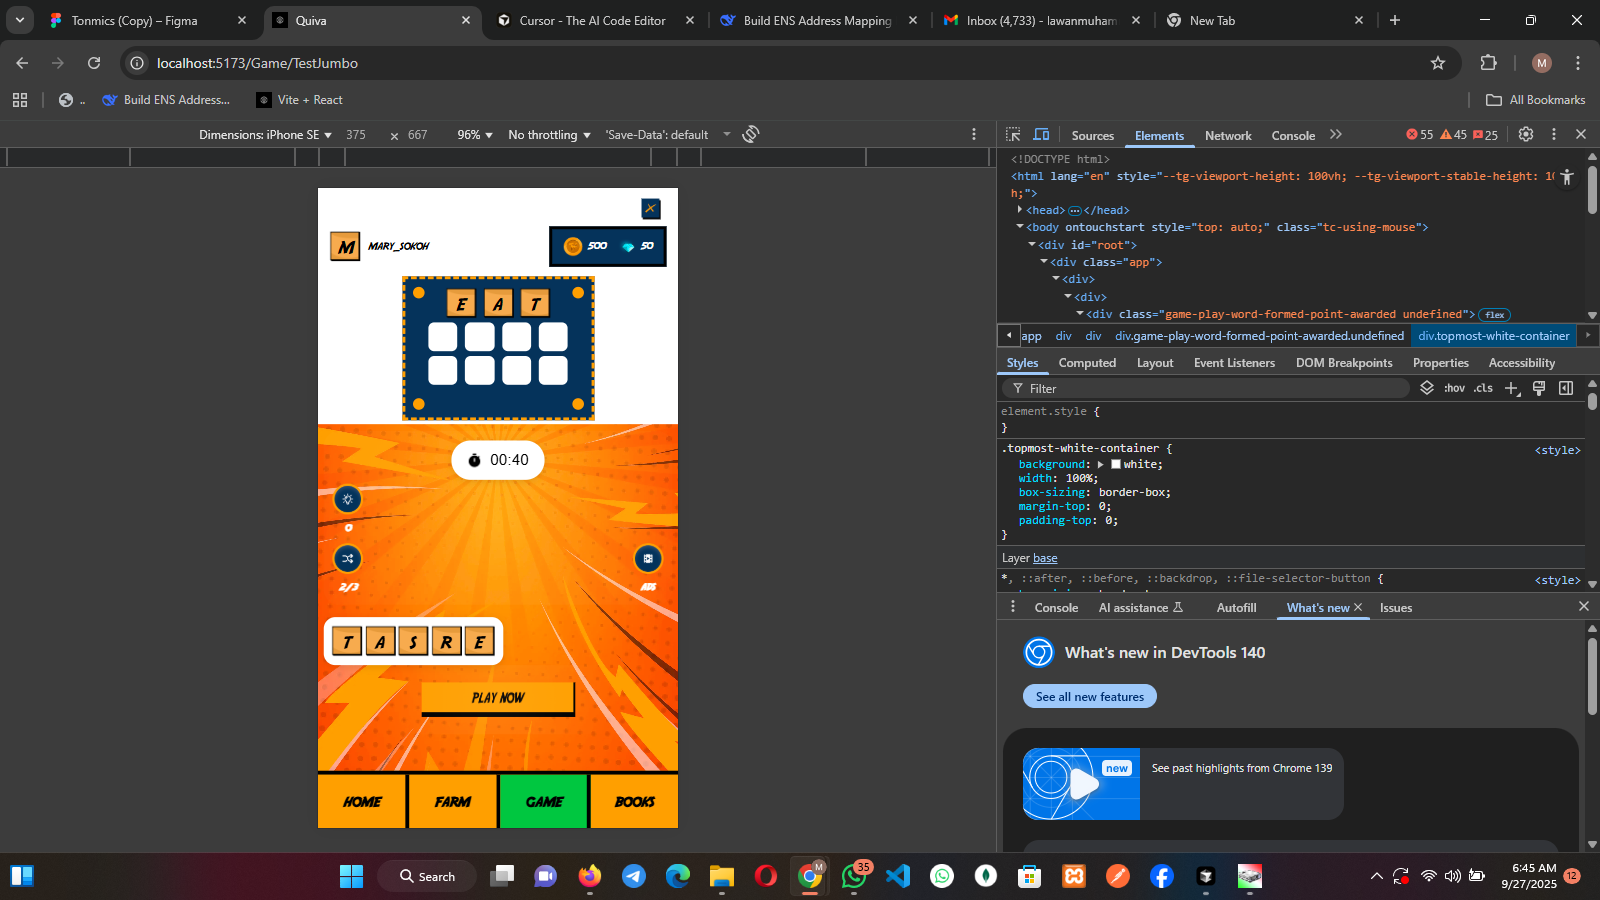 Tonmics (Copy) – Figma
Quiva
Cursor - The AI Code Editor
Build ENS Address Mapping
Inbox (4,733) - lawanmuham
New Tab
localhost:5173/Game/TestJumbo
M
..
Build ENS Address...
Vite + React
All Bookmarks
Dimensions: iPhone SE 375 × 667 96% No throttling 'Save-Data': default
Sources Elements Network Console 55 45 25
<!DOCTYPE html>
<html lang="en" style="--tg-viewport-height: 100vh; --tg-viewport-stable-height: 10
h;">
<head> ⋯ </head>
<body ontouchstart style="top: auto;" class="tc-using-mouse">
<div id="root">
<div class="app">
<div>
<div>
<div class="game-play-word-formed-point-awarded undefined"> flex
app div div div.game-play-word-formed-point-awarded.undefined div.topmost-white-container
Styles Computed Layout Event Listeners DOM Breakpoints Properties Accessibility
Filter :hov .cls
element.style {
}
.topmost-white-container { <style>
background: white;
width: 100%;
box-sizing: border-box;
margin-top: 0;
padding-top: 0;
}
Layer base
*, ::after, ::before, ::backdrop, ::file-selector-button { <style>
Console AI assistance Autofill What's new Issues
What's new in DevTools 140
See all new features
new
See past highlights from Chrome 139
M MARY_SOKOH 500 50
E A T
00:40
0
2/3
ADS
T A S R E
PLAY NOW
HOME FARM GAME BOOKS
Search
M
35
6:45 AM
9/27/2025
12